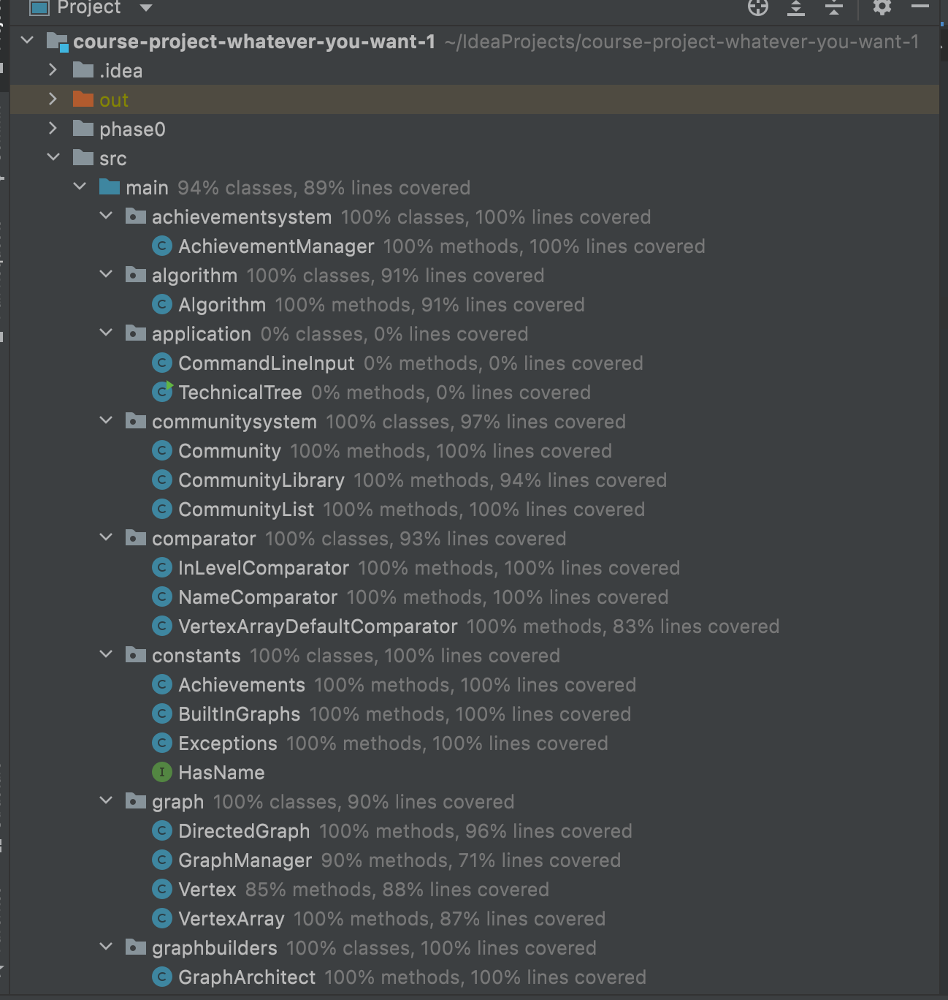 Project
course-project-whatever-you-want-1 ~/IdeaProjects/course-project-whatever-you-want-1
.idea
out
phase0
src
main 94% classes, 89% lines covered
achievementsystem 100% classes, 100% lines covered
C AchievementManager 100% methods, 100% lines covered
algorithm 100% classes, 91% lines covered
C Algorithm 100% methods, 91% lines covered
application 0% classes, 0% lines covered
C CommandLineInput 0% methods, 0% lines covered
C TechnicalTree 0% methods, 0% lines covered
communitysystem 100% classes, 97% lines covered
C Community 100% methods, 100% lines covered
C CommunityLibrary 100% methods, 94% lines covered
C CommunityList 100% methods, 100% lines covered
comparator 100% classes, 93% lines covered
C InLevelComparator 100% methods, 100% lines covered
C NameComparator 100% methods, 100% lines covered
C VertexArrayDefaultComparator 100% methods, 83% lines covered
constants 100% classes, 100% lines covered
C Achievements 100% methods, 100% lines covered
C BuiltInGraphs 100% methods, 100% lines covered
C Exceptions 100% methods, 100% lines covered
I HasName
graph 100% classes, 90% lines covered
C DirectedGraph 100% methods, 96% lines covered
C GraphManager 90% methods, 71% lines covered
C Vertex 85% methods, 88% lines covered
C VertexArray 100% methods, 87% lines covered
graphbuilders 100% classes, 100% lines covered
C GraphArchitect 100% methods, 100% lines covered